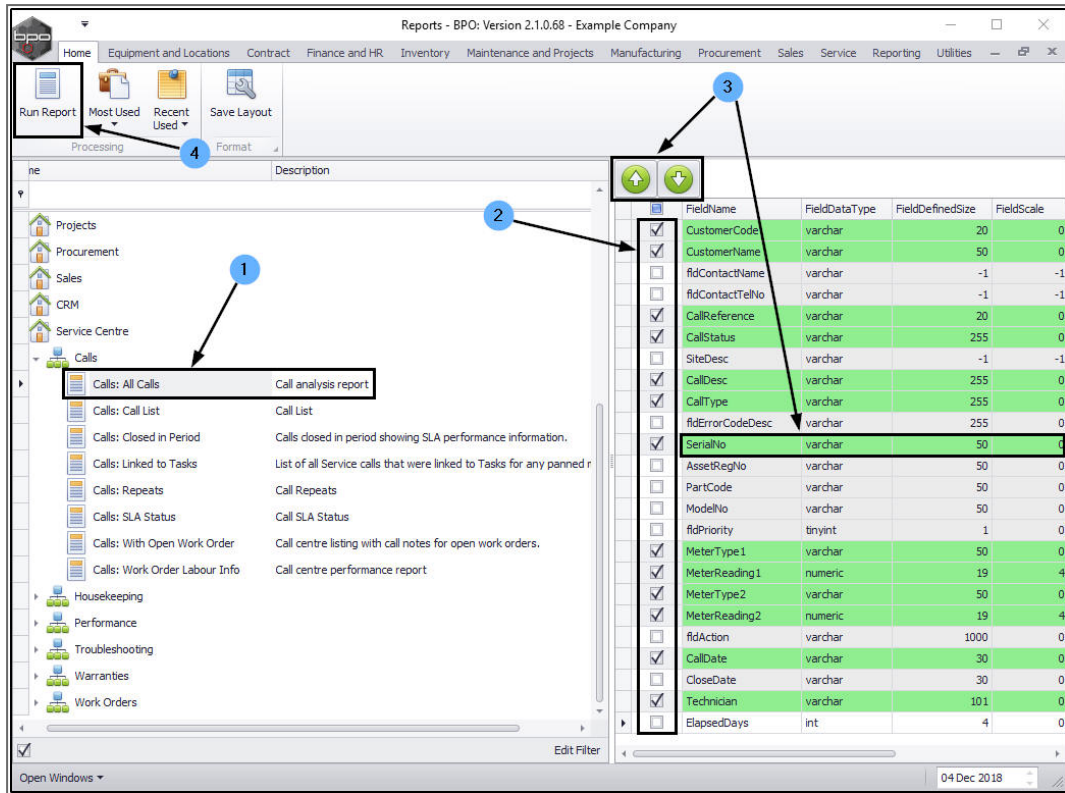 bpo
Reports - BPO: Version 2.1.0.68 - Example Company
Home Equipment and Locations Contract Finance and HR Inventory Maintenance and Projects Manufacturing Procurement Sales Service Reporting Utilities
Run Report Most Used Recent Used Save Layout
Processing Format
4
3
me Description
2
Projects
Procurement
Sales
1
CRM
Service Centre
Calls
Calls: All Calls Call analysis report
Calls: Call List Call List
Calls: Closed in Period Calls closed in period showing SLA performance information.
Calls: Linked to Tasks List of all Service calls that were linked to Tasks for any panned r
Calls: Repeats Call Repeats
Calls: SLA Status Call SLA Status
Calls: With Open Work Order Call centre listing with call notes for open work orders.
Calls: Work Order Labour Info Call centre performance report
Housekeeping
Performance
Troubleshooting
Warranties
Work Orders
Edit Filter
FieldName FieldDataType FieldDefinedSize FieldScale
CustomerCode varchar 20 0
CustomerName varchar 50 0
fldContactName varchar -1 -1
fldContactTelNo varchar -1 -1
CallReference varchar 20 0
CallStatus varchar 255 0
SiteDesc varchar -1 -1
CallDesc varchar 255 0
CallType varchar 255 0
fldErrorCodeDesc varchar 255 0
SerialNo varchar 50 0
AssetRegNo varchar 50 0
PartCode varchar 50 0
ModelNo varchar 50 0
fldPriority tinyint 1 0
MeterType1 varchar 50 0
MeterReading1 numeric 19 4
MeterType2 varchar 50 0
MeterReading2 numeric 19 4
fldAction varchar 1000 0
CallDate varchar 30 0
CloseDate varchar 30 0
Technician varchar 101 0
ElapsedDays int 4 0
Open Windows 04 Dec 2018